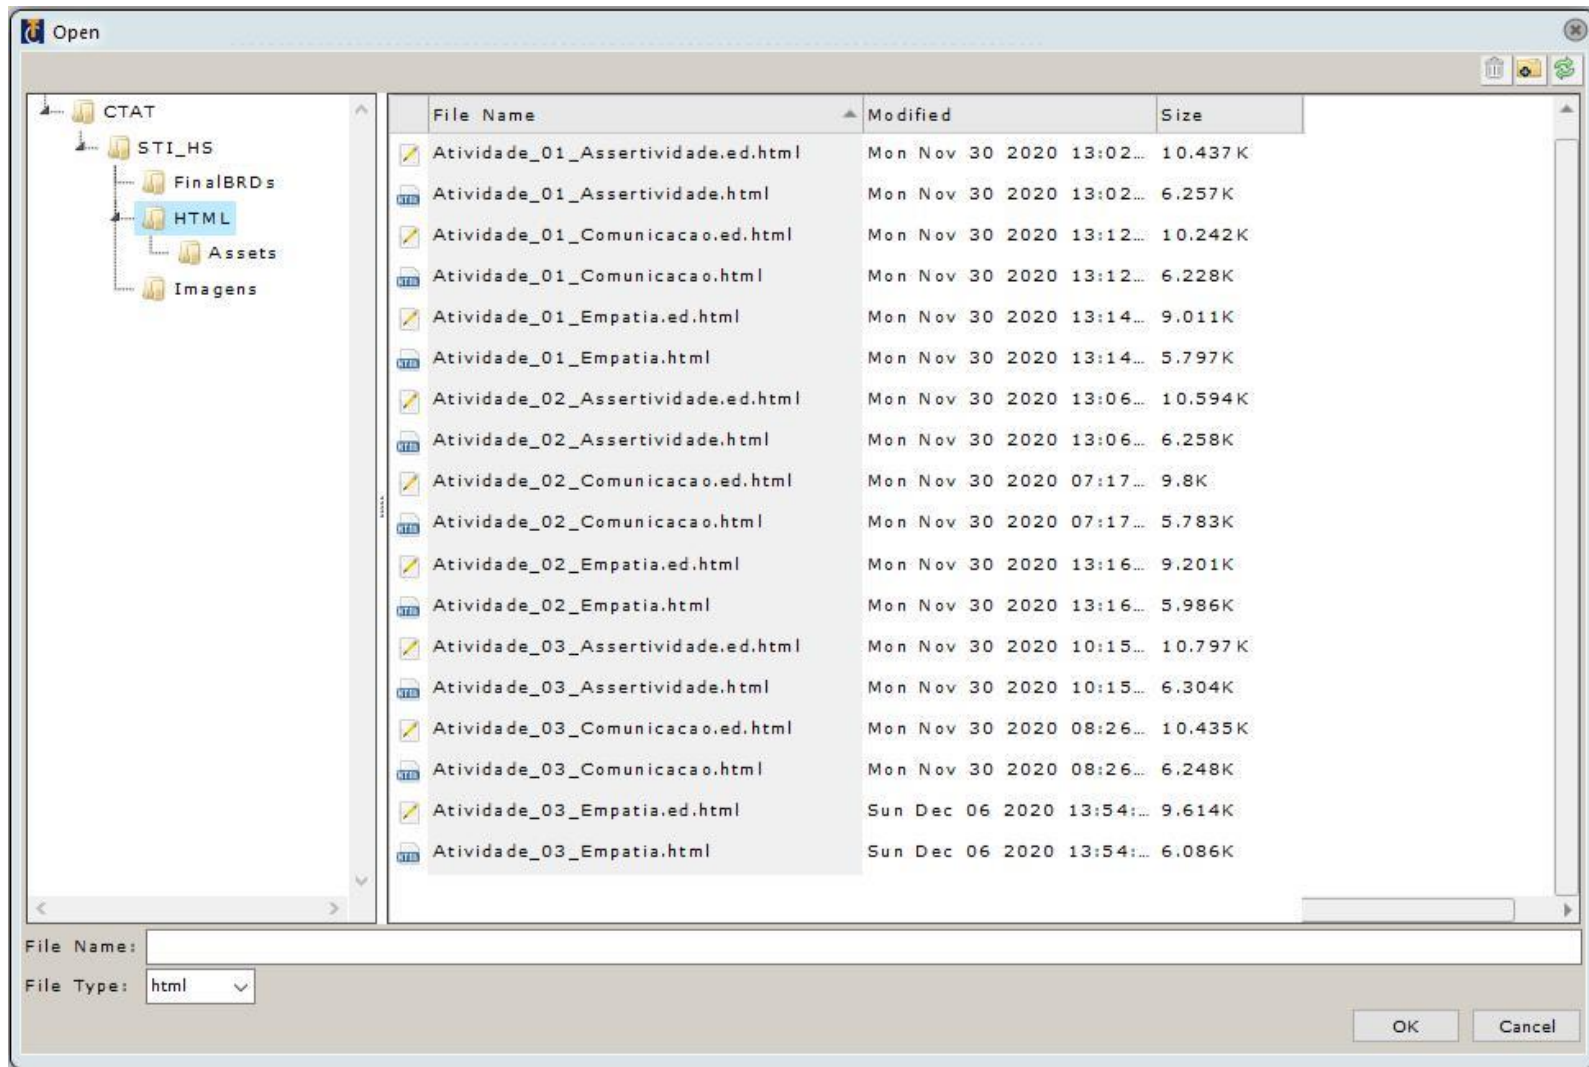 Open
CTAT
STI_HS
FinalBRDs
HTML
Assets
Imagens
File Name Modified Size
Atividade_01_Assertividade.ed.html Mon Nov 30 2020 13:02... 10.437K
Atividade_01_Assertividade.html Mon Nov 30 2020 13:02... 6.257K
Atividade_01_Comunicacao.ed.html Mon Nov 30 2020 13:12... 10.242K
Atividade_01_Comunicacao.html Mon Nov 30 2020 13:12... 6.228K
Atividade_01_Empatia.ed.html Mon Nov 30 2020 13:14... 9.011K
Atividade_01_Empatia.html Mon Nov 30 2020 13:14... 5.797K
Atividade_02_Assertividade.ed.html Mon Nov 30 2020 13:06... 10.594K
Atividade_02_Assertividade.html Mon Nov 30 2020 13:06... 6.258K
Atividade_02_Comunicacao.ed.html Mon Nov 30 2020 07:17... 9.8K
Atividade_02_Comunicacao.html Mon Nov 30 2020 07:17... 5.783K
Atividade_02_Empatia.ed.html Mon Nov 30 2020 13:16... 9.201K
Atividade_02_Empatia.html Mon Nov 30 2020 13:16... 5.986K
Atividade_03_Assertividade.ed.html Mon Nov 30 2020 10:15... 10.797K
Atividade_03_Assertividade.html Mon Nov 30 2020 10:15... 6.304K
Atividade_03_Comunicacao.ed.html Mon Nov 30 2020 08:26... 10.435K
Atividade_03_Comunicacao.html Mon Nov 30 2020 08:26... 6.248K
Atividade_03_Empatia.ed.html Sun Dec 06 2020 13:54:... 9.614K
Atividade_03_Empatia.html Sun Dec 06 2020 13:54:... 6.086K
File Name:
File Type: html
OK Cancel